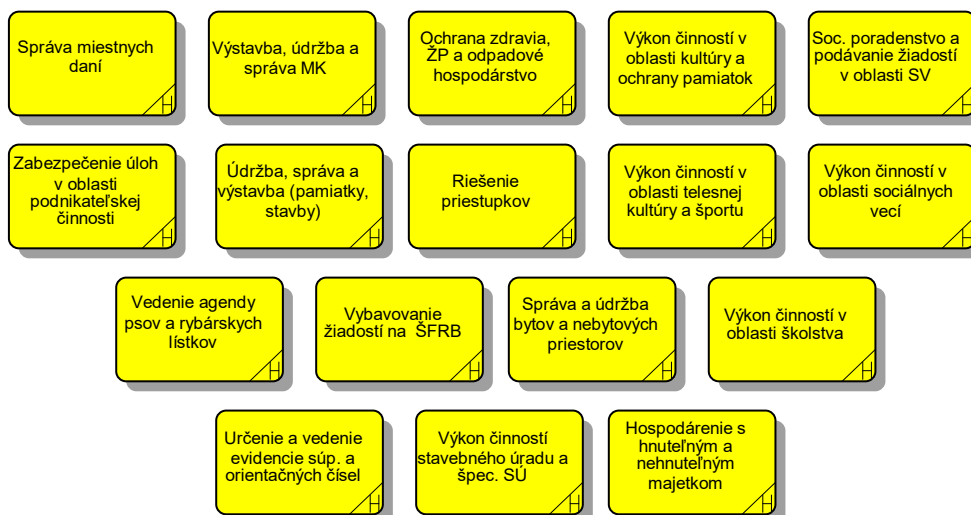 Správa miestnych
daní
H
Výstavba, údržba a
správa MK
H
Ochrana zdravia,
ŽP a odpadové
hospodárstvo
H
Výkon činností v
oblasti kultúry a
ochrany pamiatok
H
Soc. poradenstvo a
podávanie žiadostí
v oblasti SV
H
Zabezpečenie úloh
v oblasti
podnikateľskej
činnosti
H
Údržba, správa a
výstavba (pamiatky,
stavby)
H
Riešenie
priestupkov
H
Výkon činností v
oblasti telesnej
kultúry a športu
H
Výkon činností v
oblasti sociálnych
vecí
H
Vedenie agendy
psov a rybárskych
lístkov
H
Vybavovanie
žiadostí na ŠFRB
H
Správa a údržba
bytov a nebytových
priestorov
H
Výkon činností v
oblasti školstva
H
Určenie a vedenie
evidencie súp. a
orientačných čísel
H
Výkon činností
stavebného úradu a
špec. SÚ
H
Hospodárenie s
hnuteľným a
nehnuteľným
majetkom
H